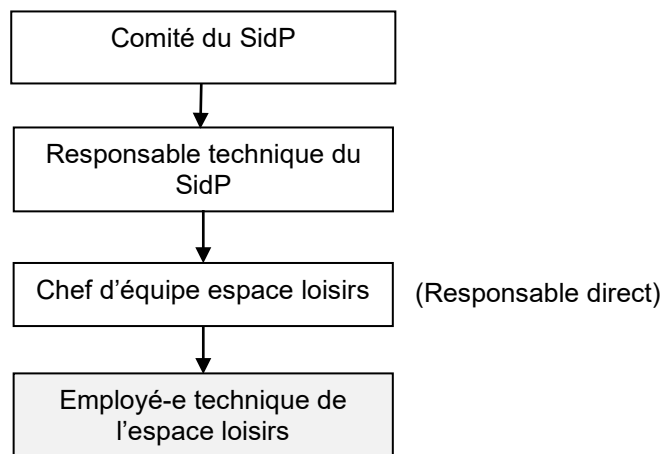 Comité du SidP
Responsable technique du
SidP
Chef d’équipe espace loisirs
(Responsable direct)
Employé-e technique de
l’espace loisirs